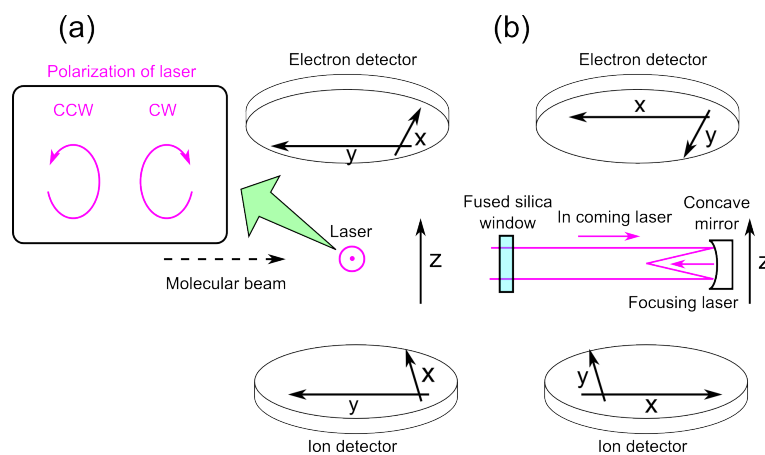 (a)
Polarization of laser
CCW
CW
Electron detector
x
y
Laser
z
Molecular beam
x
y
Ion detector
(b)
Electron detector
x
y
Fused silica
window
In coming laser
Concave
mirror
z
Focusing laser
y
x
Ion detector